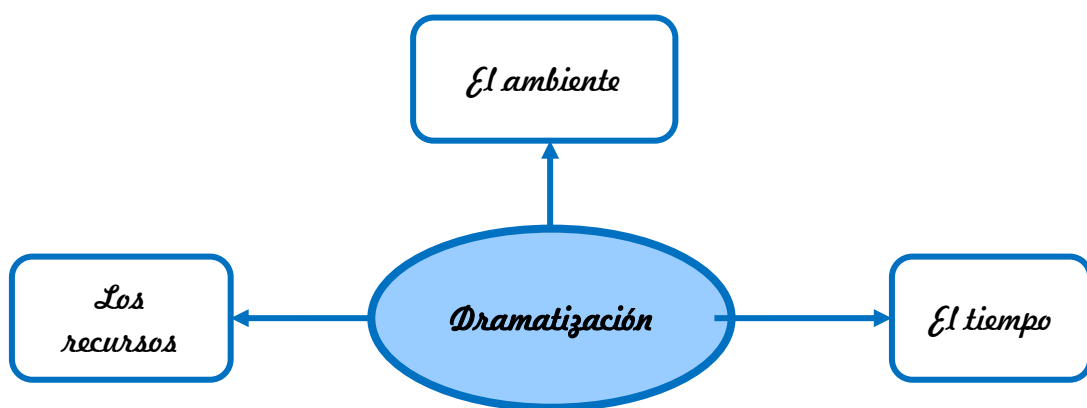 El ambiente
Los
recursos
Dramatización
El tiempo